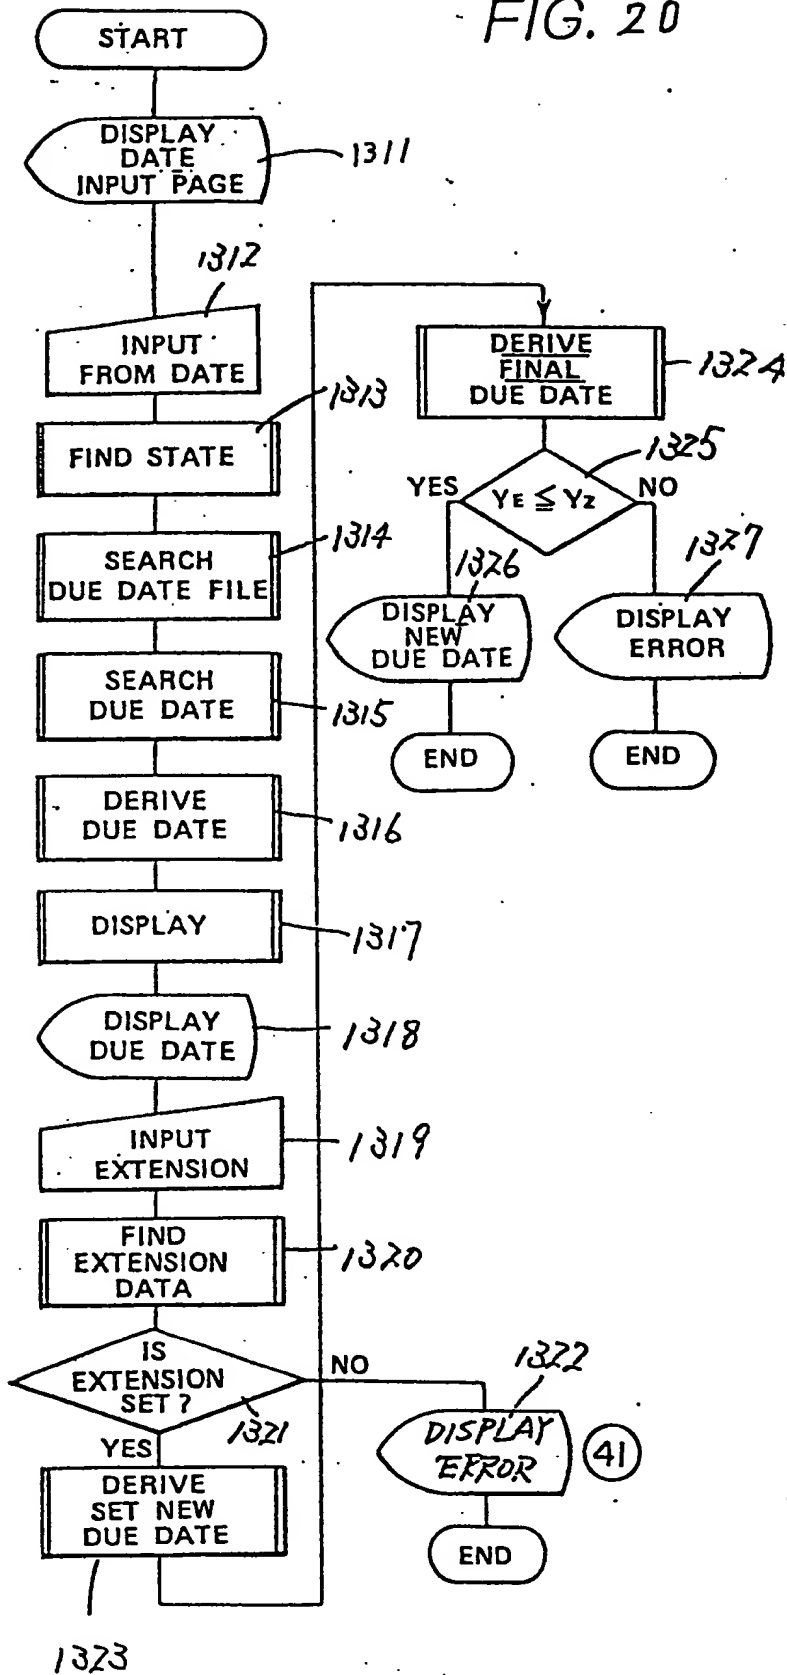 FIG. 20
START
DISPLAY
DATE
INPUT PAGE
1311
1312
INPUT
FROM DATE
1313
FIND STATE
1314
SEARCH
DUE DATE FILE
SEARCH
DUE DATE
1315
DERIVE
DUE DATE
1316
DISPLAY
1317
DISPLAY
DUE DATE
1318
INPUT
EXTENSION
1319
FIND
EXTENSION
DATA
1320
IS
EXTENSION
SET?
1321
NO
1322
DISPLAY
ERROR
41
END
YES
DERIVE
SET NEW
DUE DATE
1323
DERIVE
FINAL
DUE DATE
1324
1325
YES
YE ≦ YZ
NO
1326
DISPLAY
NEW
DUE DATE
END
1327
DISPLAY
ERROR
END